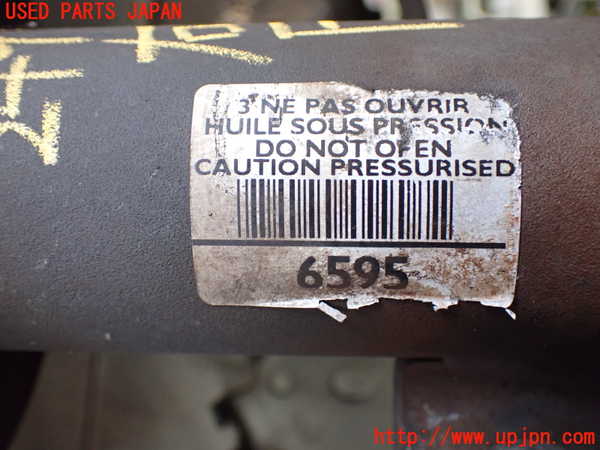 USED PARTS JAPAN
3 NE PAS OUVRIR
HUILE SOUS PRESSION
DO NOT OPEN
CAUTION PRESSURISED
6595
http://www.upjpn.com